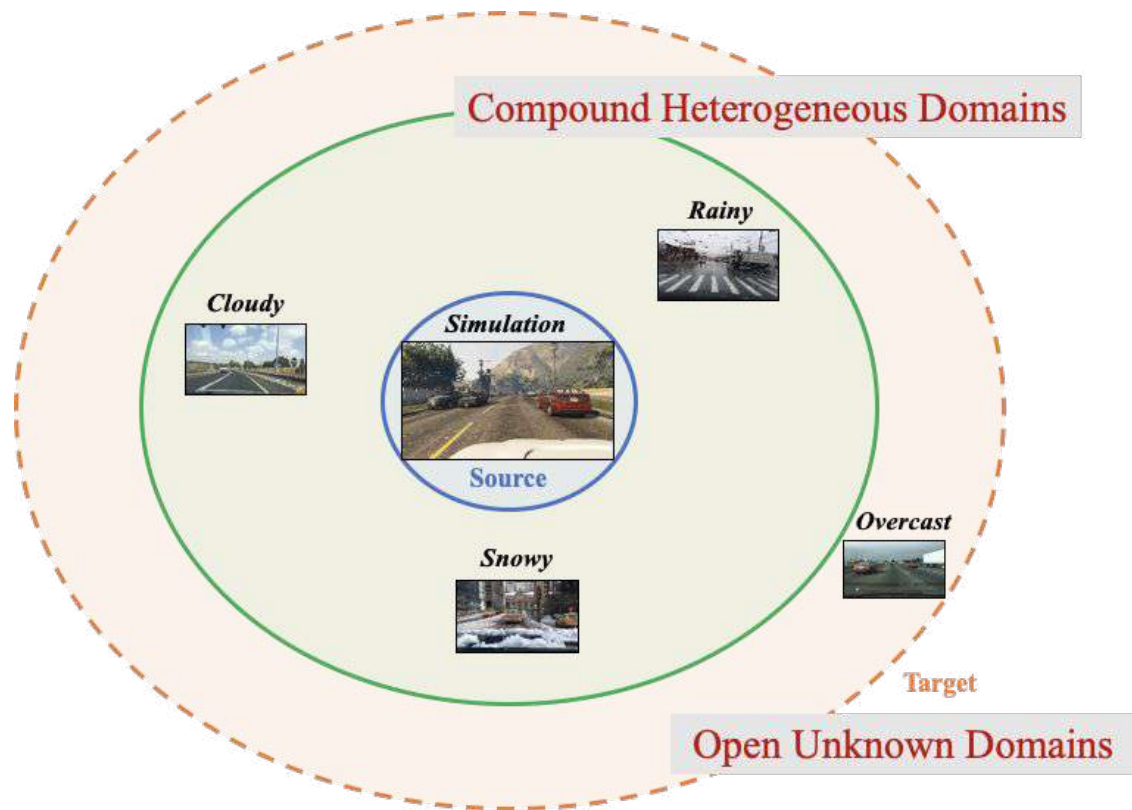 Compound Heterogeneous Domains
Rainy
Cloudy
Simulation
Source
Overcast
Snowy
Target
Open Unknown Domains